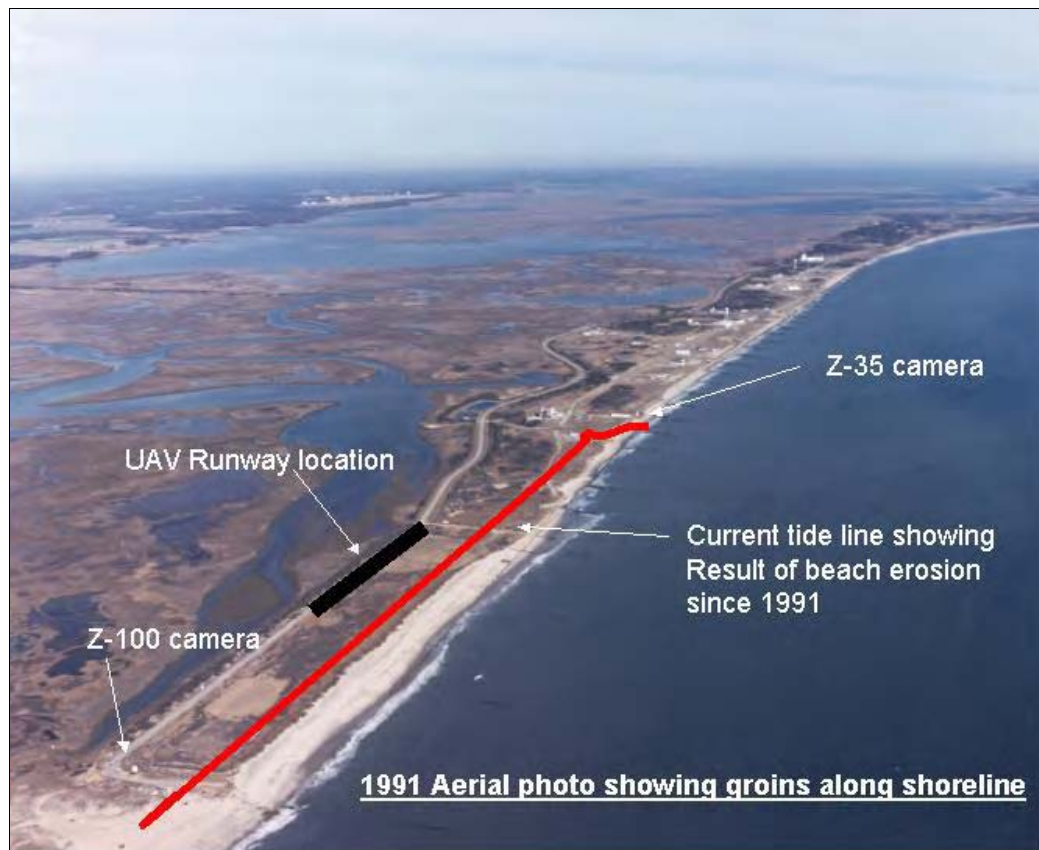 Z-35 camera
UAV Runway location
Current tide line showing
Result of beach erosion
since 1991
Z-100 camera
1991 Aerial photo showing groins along shoreline